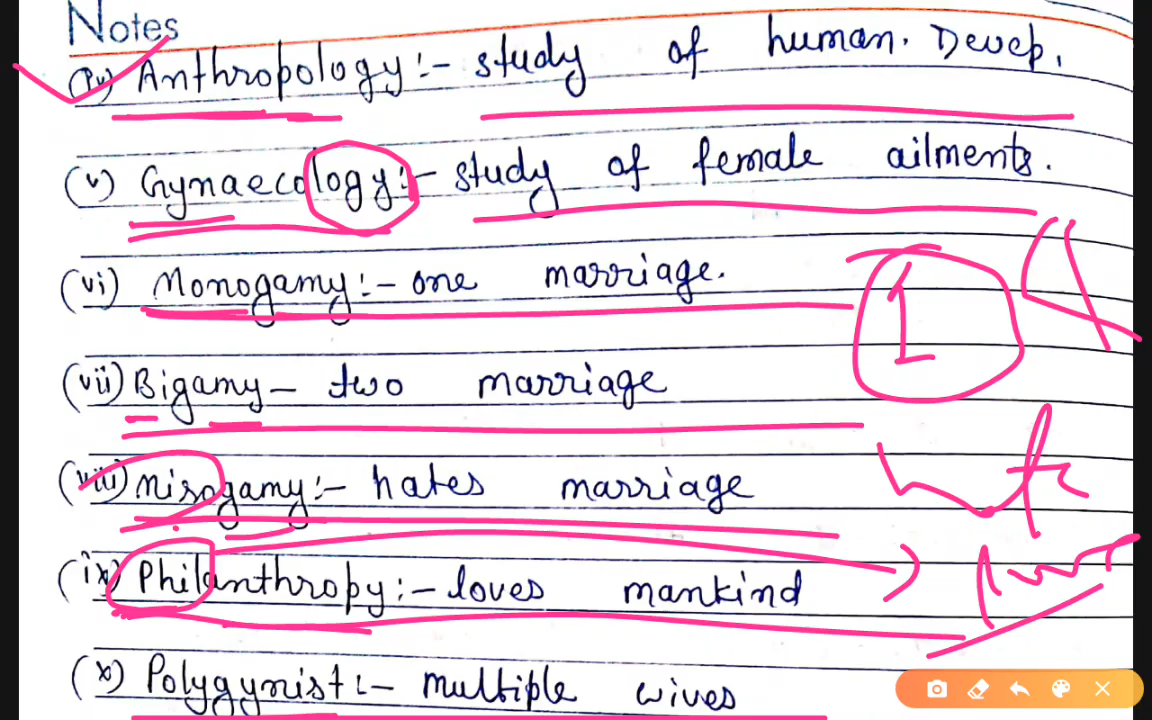 Notes
(iv) Anthropology :- study of human. Devep.
(v) Gynaecology :- study of female ailments.
(vi) Monogamy :- one marriage.
1
(vii) Bigamy - two marriage
(viii) Misogamy :- hates marriage
(ix) Philanthropy :- loves mankind
(x) Polygynist :- multiple wives